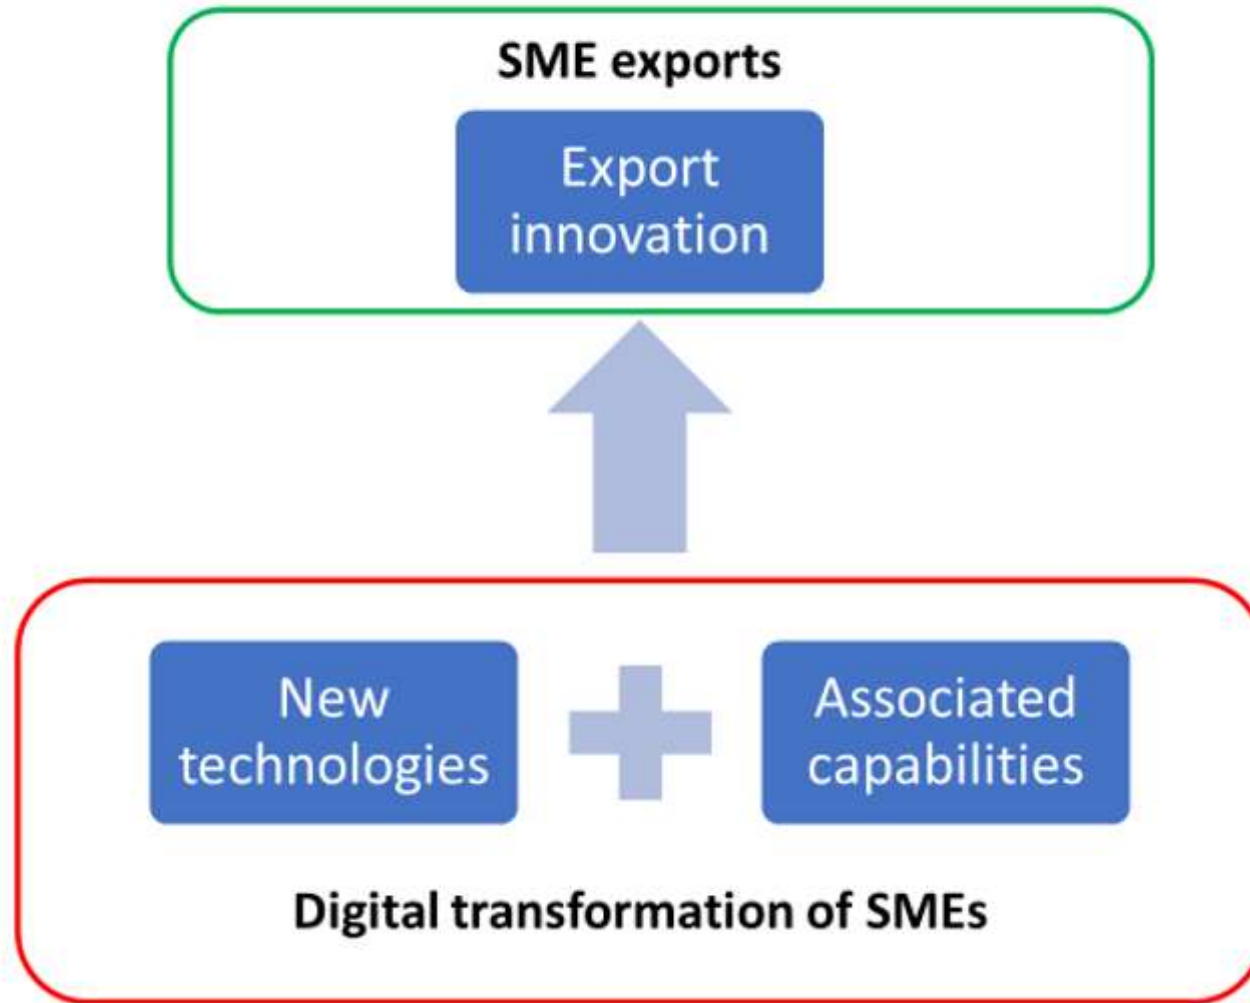 SME exports
Export
innovation
New
technologies
Associated
capabilities
Digital transformation of SMEs